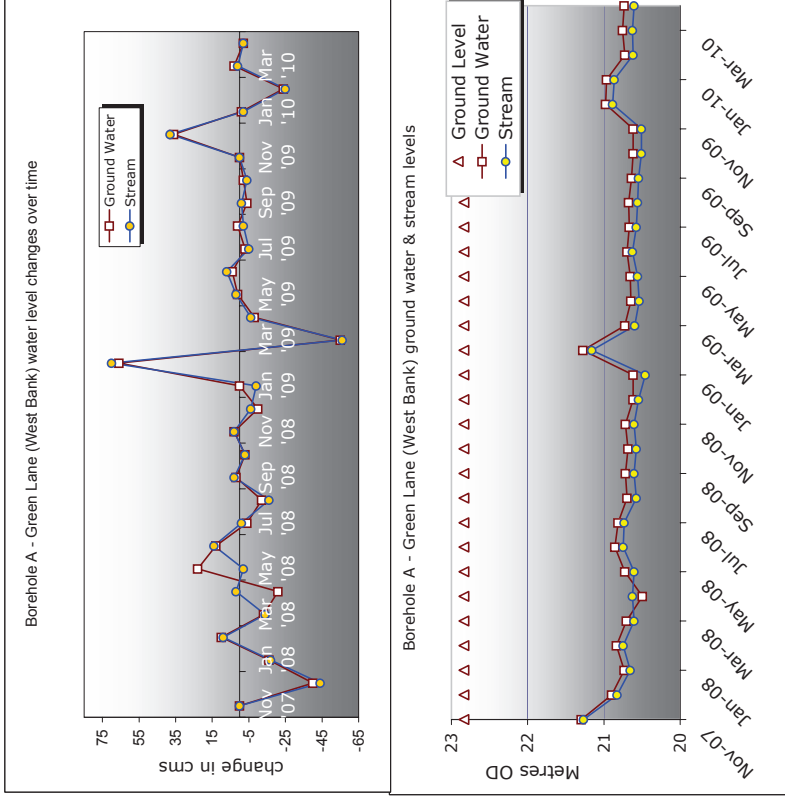 Borehole A - Green Lane (West Bank) water level changes over time
Ground Water
Stream
change in cms
75
55
35
15
-5
-25
-45
-65
Nov '07
Jan '08
Mar '08
May '08
Jul '08
Sep '08
Nov '08
Jan '09
Mar '09
May '09
Jul '09
Sep '09
Nov '09
Jan '10
Mar '10
Borehole A - Green Lane (West Bank) ground water & stream levels
Ground Level
Ground Water
Stream
Metres OD
23
22
21
20
Nov-07
Jan-08
Mar-08
May-08
Jul-08
Sep-08
Nov-08
Jan-09
Mar-09
May-09
Jul-09
Sep-09
Nov-09
Jan-10
Mar-10